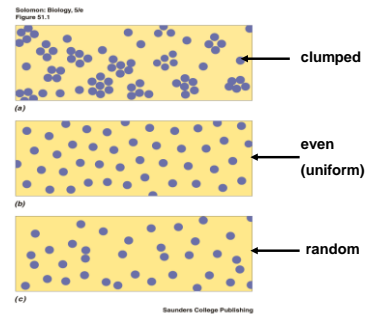 Solomon: Biology, 5/e
Figure 51.1
clumped
(a)
even
(uniform)
(b)
random
(c)
Saunders College Publishing